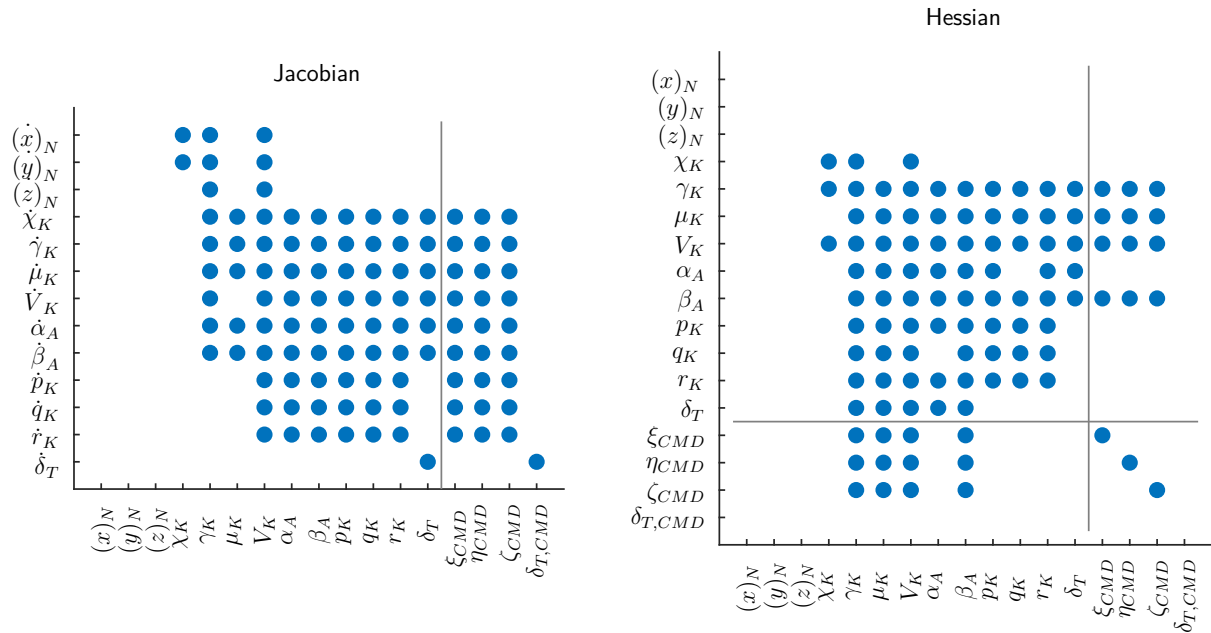 Jacobian
(ẋ)_N
(ẏ)_N
(ż)_N
χ̇_K
γ̇_K
μ̇_K
V̇_K
α̇_A
β̇_A
ṗ_K
q̇_K
ṙ_K
δ̇_T
(x)_N
(y)_N
(z)_N
χ_K
γ_K
μ_K
V_K
α_A
β_A
p_K
q_K
r_K
δ_T
ξ_CMD
η_CMD
ζ_CMD
δ_T,CMD
Hessian
(x)_N
(y)_N
(z)_N
χ_K
γ_K
μ_K
V_K
α_A
β_A
p_K
q_K
r_K
δ_T
ξ_CMD
η_CMD
ζ_CMD
δ_T,CMD
(x)_N
(y)_N
(z)_N
χ_K
γ_K
μ_K
V_K
α_A
β_A
p_K
q_K
r_K
δ_T
ξ_CMD
η_CMD
ζ_CMD
δ_T,CMD